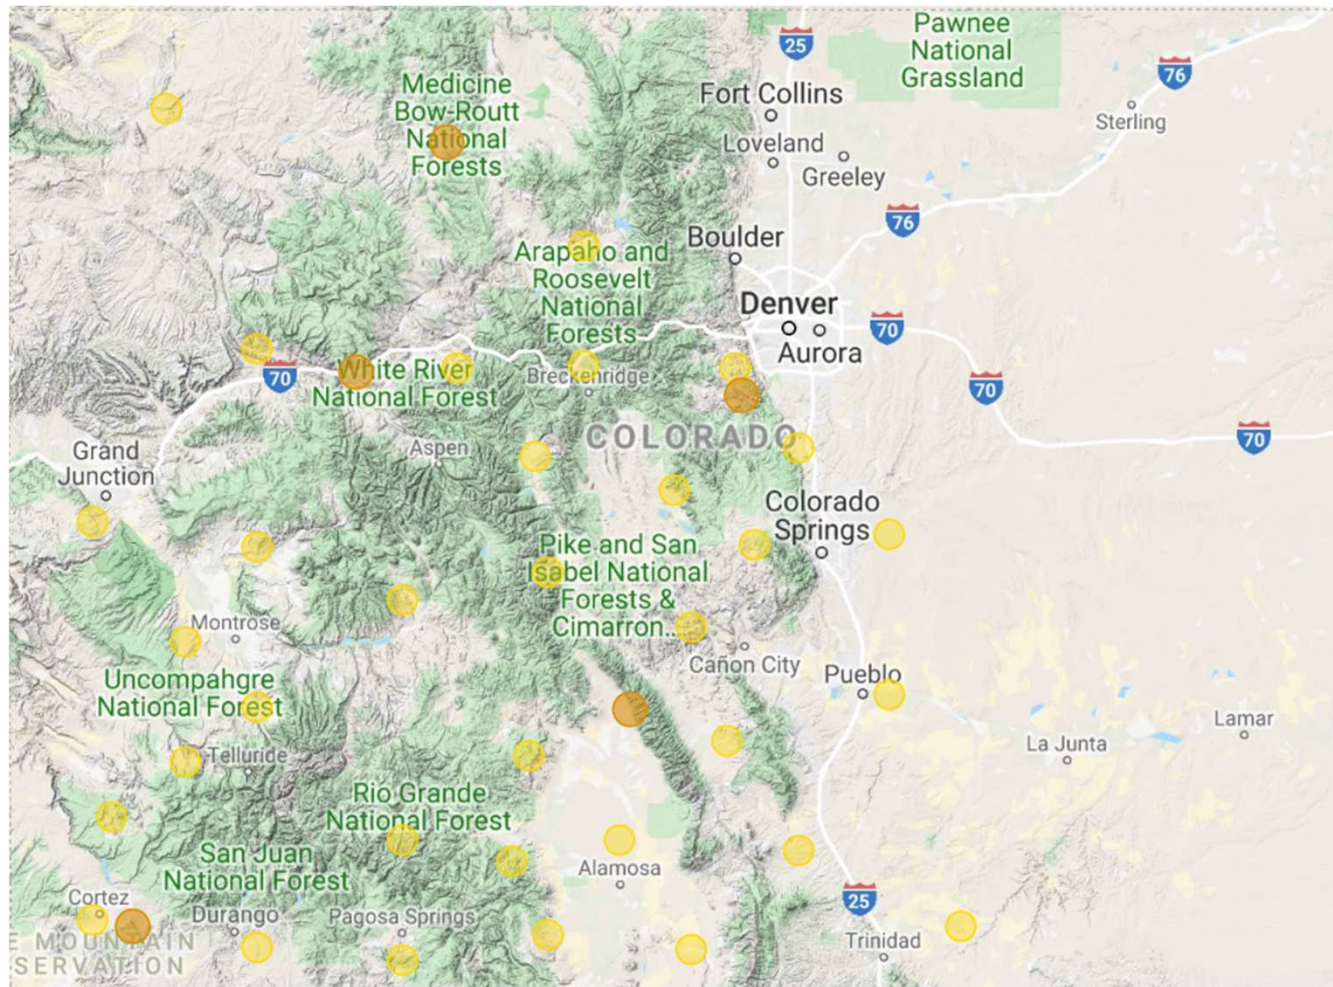 Pawnee
National
Grassland
25
76
Medicine
Bow-Routt
National
Forests
Fort Collins
Sterling
Loveland
Greeley
76
Boulder
Arapaho and
Roosevelt
National
Forests
Denver
70
Aurora
70
White River
National Forest
Breckenridge
70
COLORADO
70
Grand
Junction
Aspen
Colorado
Springs
Pike and San
Isabel National
Forests &
Cimarron...
Montrose
Cañon City
Pueblo
Uncompahgre
National Forest
Lamar
La Junta
Telluride
Rio Grande
National Forest
San Juan
National Forest
Alamosa
Cortez
25
Durango
Pagosa Springs
E MOUNTAIN
SERVATION
Trinidad